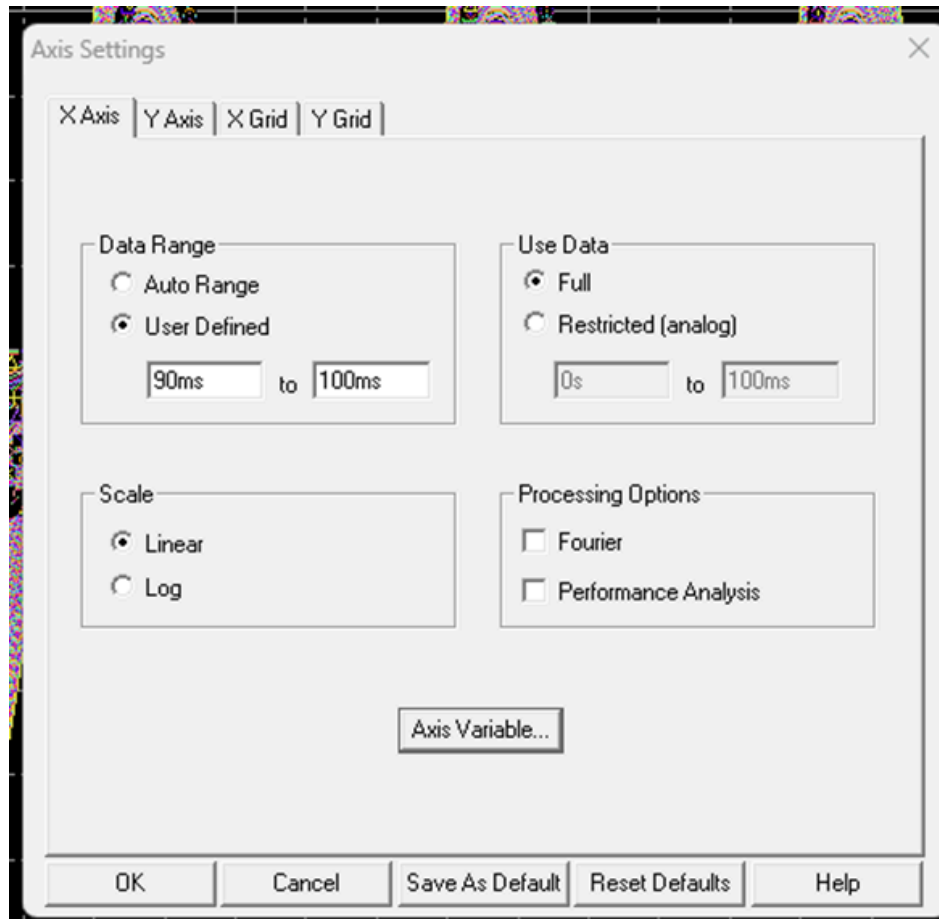 Axis Settings
X Axis Y Axis X Grid Y Grid
Data Range
Auto Range
User Defined
90ms to 100ms
Use Data
Full
Restricted (analog)
0s to 100ms
Scale
Linear
Log
Processing Options
Fourier
Performance Analysis
Axis Variable...
OK Cancel Save As Default Reset Defaults Help